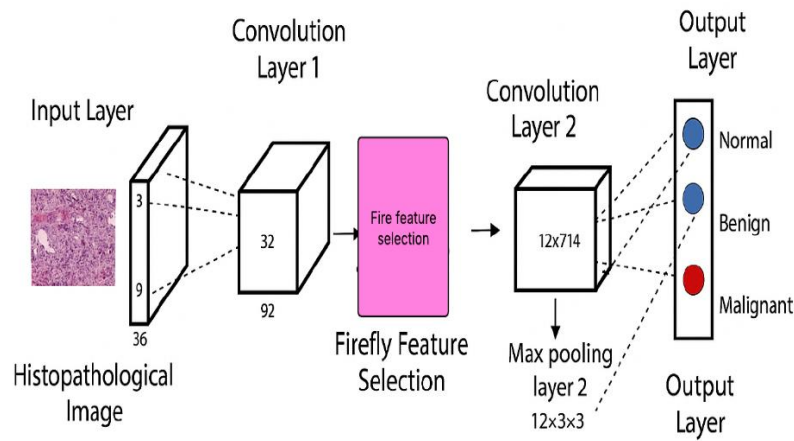 Input Layer
3
9
36
Histopathological
Image
Convolution
Layer 1
32
92
Fire feature
selection
Firefly Feature
Selection
Convolution
Layer 2
12x714
Max pooling
layer 2
12×3×3
Output
Layer
Normal
Benign
Malignant
Output
Layer